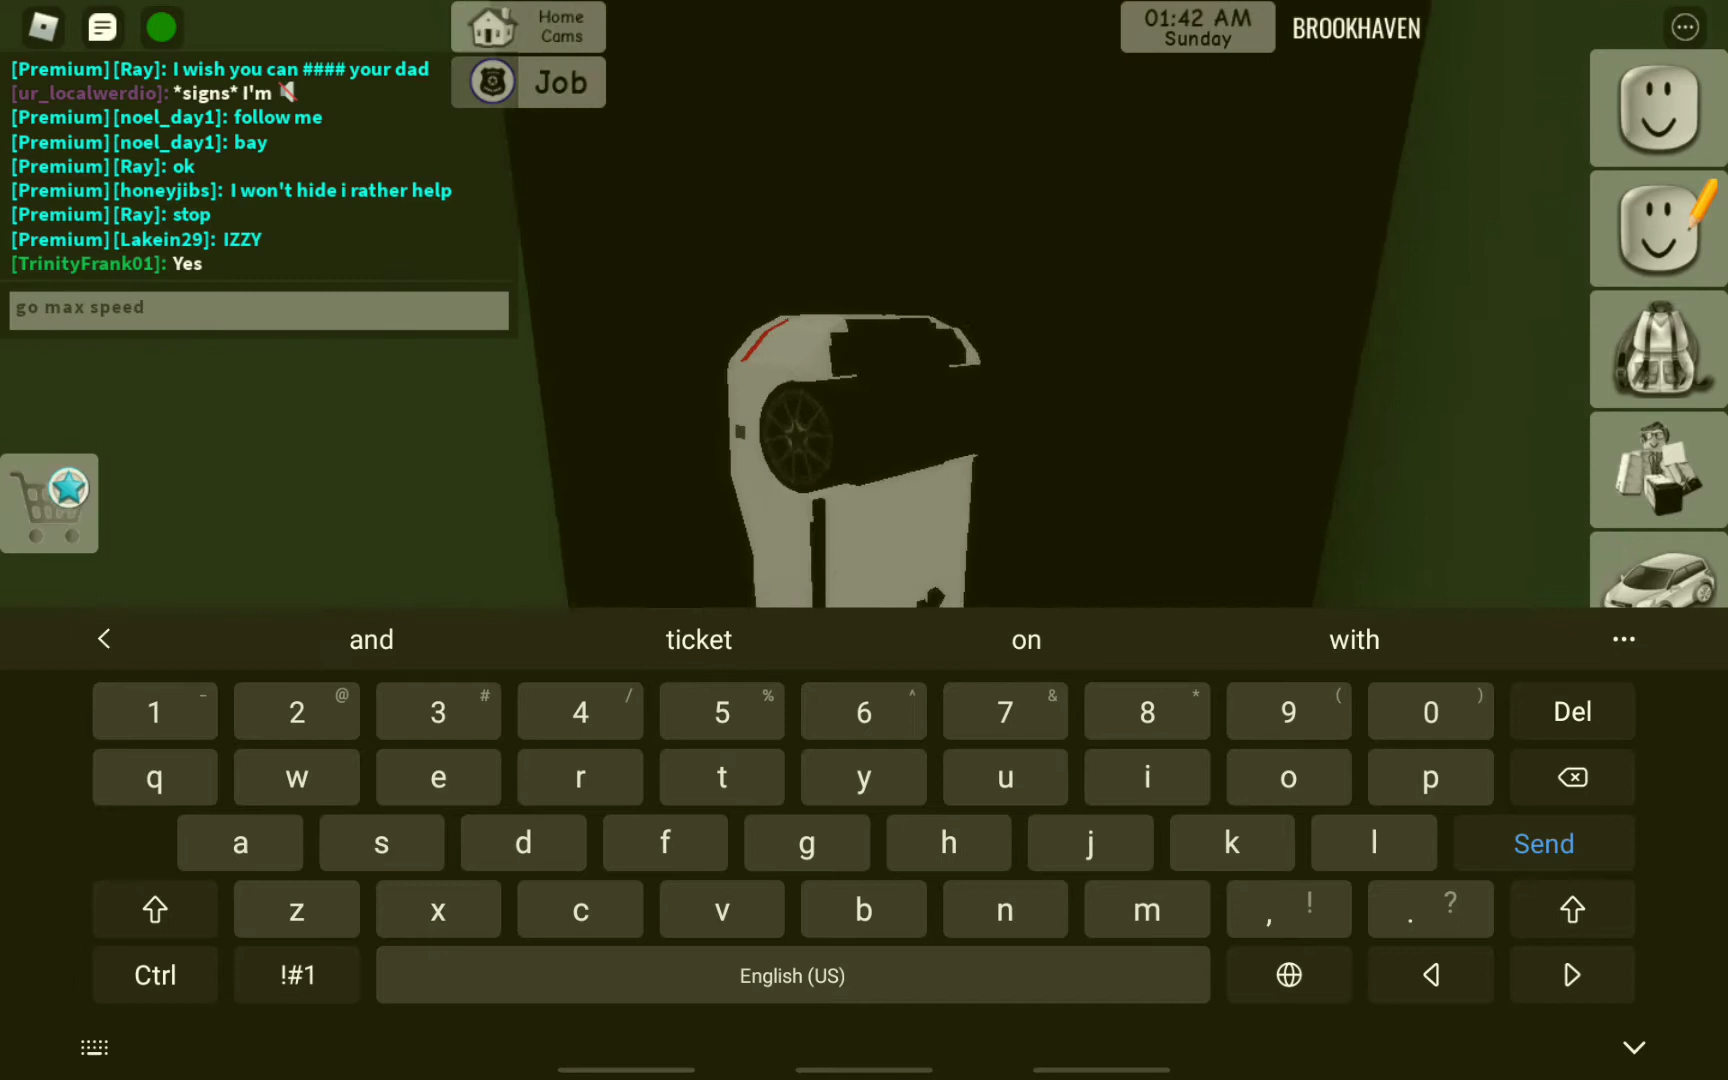 Home
Cams
Job
01:42 AM
Sunday
BROOKHAVEN
[Premium][Ray]: I wish you can #### your dad
[ur_localwerdio]: *signs* I'm
[Premium][noel_day1]: follow me
[Premium][noel_day1]: bay
[Premium][Ray]: ok
[Premium][honeyjibs]: I won't hide i rather help
[Premium][Ray]: stop
[Premium][Lakein29]: IZZY
[TrinityFrank01]: Yes
go max speed
and ticket on with
1 - 2 @ 3 # 4 / 5 % 6 ^ 7 & 8 * 9 ( 0 ) Del
q w e r t y u i o p
a s d f g h j k l Send
z x c v b n m , ! . ?
Ctrl !#1 English (US)